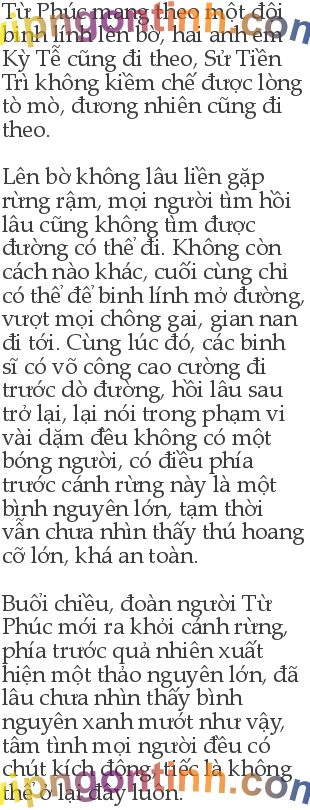 Từ Phúc mang theo một đội
binh lính lên bờ, hai anh em
Kỳ Tễ cũng đi theo, Sử Tiền
Trì không kiềm chế được lòng
tò mò, đương nhiên cũng đi
theo.
Lên bờ không lâu liền gặp
rừng rậm, mọi người tìm hồi
lâu cũng không tìm được
đường có thể đi. Không còn
cách nào khác, cuối cùng chỉ
có thể để binh lính mở đường,
vượt mọi chông gai, gian nan
đi tới. Cùng lúc đó, các binh
sĩ có võ công cao cường đi
trước dò đường, hồi lâu sau
trở lại, lại nói trong phạm vi
vài dặm đều không có một
bóng người, có điều phía
trước cánh rừng này là một
bình nguyên lớn, tạm thời
vẫn chưa nhìn thấy thú hoang
cỡ lớn, khá an toàn.
Buổi chiều, đoàn người Từ
Phúc mới ra khỏi cánh rừng,
phía trước quả nhiên xuất
hiện một thảo nguyên lớn, đã
lâu chưa nhìn thấy bình
nguyên xanh mướt như vậy,
tâm tình mọi người đều có
chút kích động, tiếc là không
thể ở lại đây luôn.